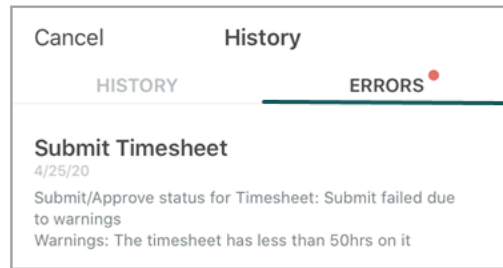 Cancel History
HISTORY ERRORS
Submit Timesheet
4/25/20
Submit/Approve status for Timesheet: Submit failed due
to warnings
Warnings: The timesheet has less than 50hrs on it